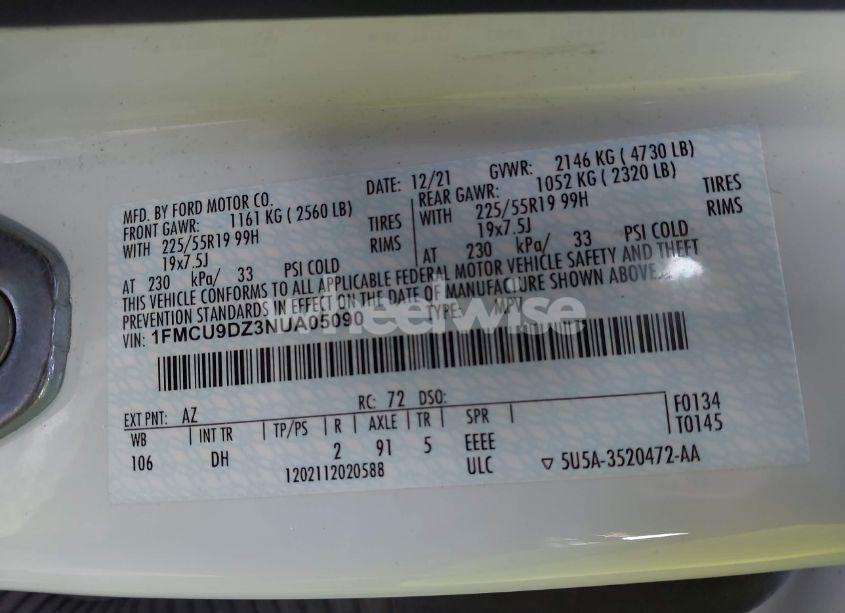 MFD. BY FORD MOTOR CO.
DATE: 12/21
GVWR: 2146 KG ( 4730 LB)
FRONT GAWR: 1161 KG ( 2560 LB)
REAR GAWR: 1052 KG ( 2320 LB)
WITH 225/55R19 99H TIRES
WITH 225/55R19 99H TIRES
19x7.5J RIMS
19x7.5J RIMS
AT 230 kPa/ 33 PSI COLD
AT 230 kPa/ 33 PSI COLD
THIS VEHICLE CONFORMS TO ALL APPLICABLE FEDERAL MOTOR VEHICLE SAFETY AND THEFT
PREVENTION STANDARDS IN EFFECT ON THE DATE OF MANUFACTURE SHOWN ABOVE.
VIN: 1FMCU9DZ3NUA05090
TYPE: MPV
wheelwise
EXT PNT: AZ RC: 72 DSO:
WB INT TR TP/PS R AXLE TR SPR
106 DH 2 91 5 EEEE
ULC
F0134
T0145
1202112020588
▽ 5U5A-3520472-AA